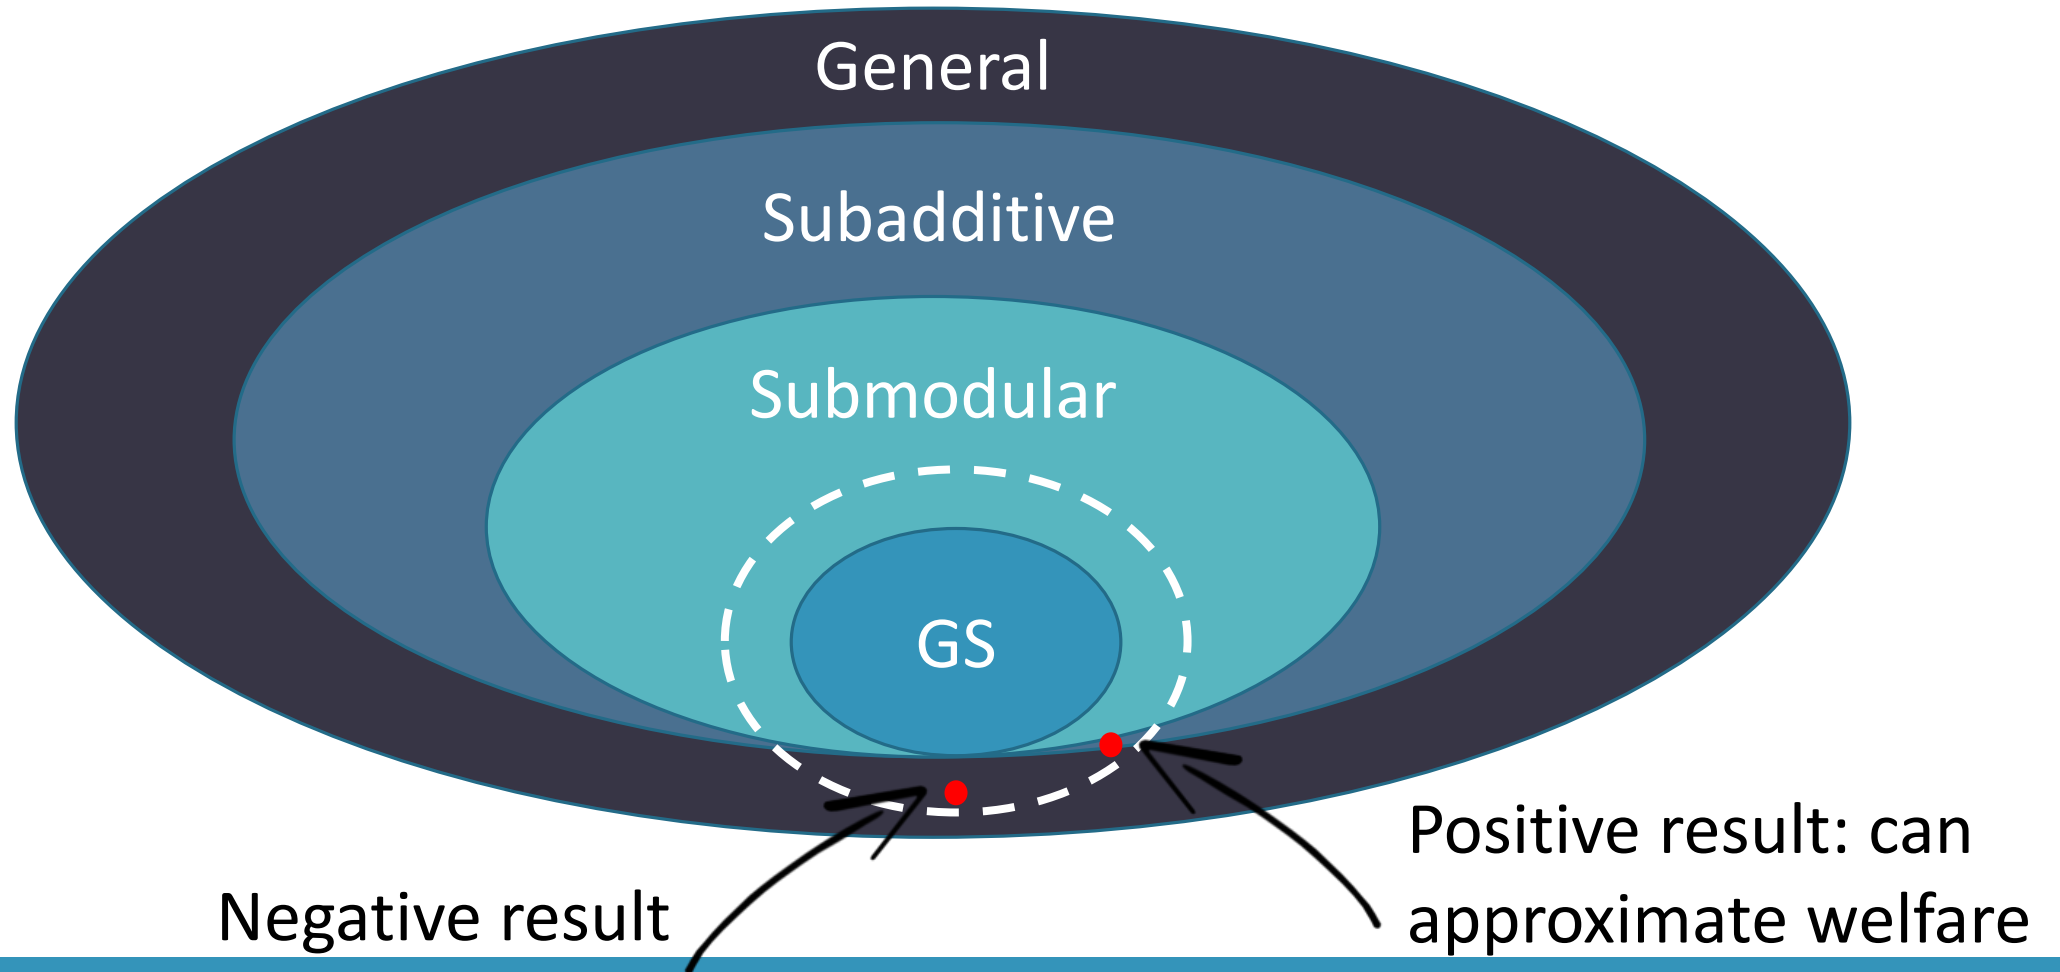 General
Subadditive
Submodular
GS
Positive result: can
approximate welfare
Negative result